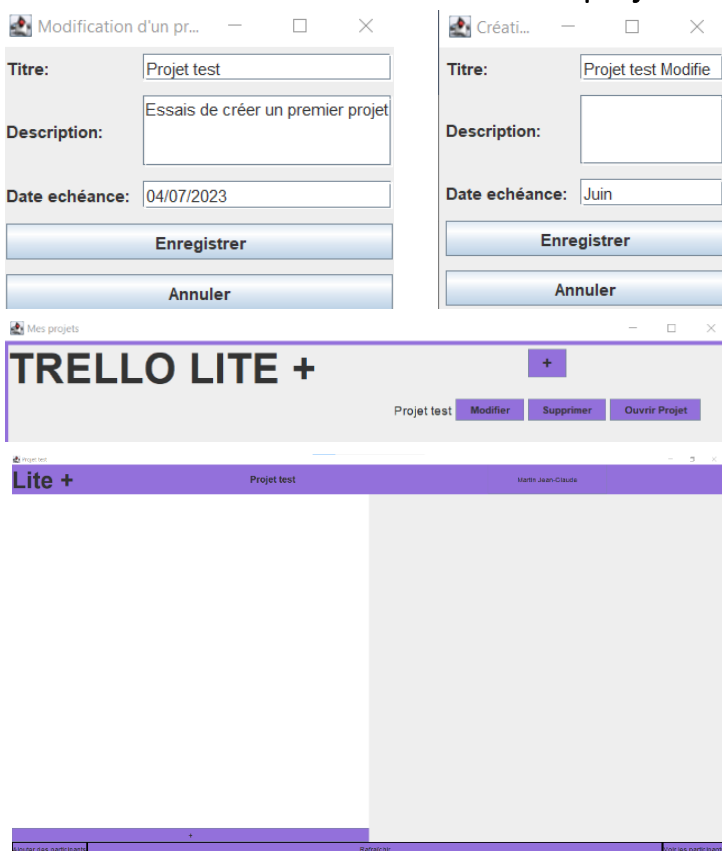 Modification d'un pr...
Titre: Projet test
Description: Essais de créer un premier projet
Date echéance: 04/07/2023
Enregistrer
Annuler
Créati...
Titre: Projet test Modifie
Description:
Date echéance: Juin
Enregistrer
Annuler
Mes projets
TRELLO LITE +
+
Projet test Modifier Supprimer Ouvrir Projet
Projet test
Lite + Projet test Martin Jean-Claude
+
Ajouter des participants Rafraîchir Voir les participant